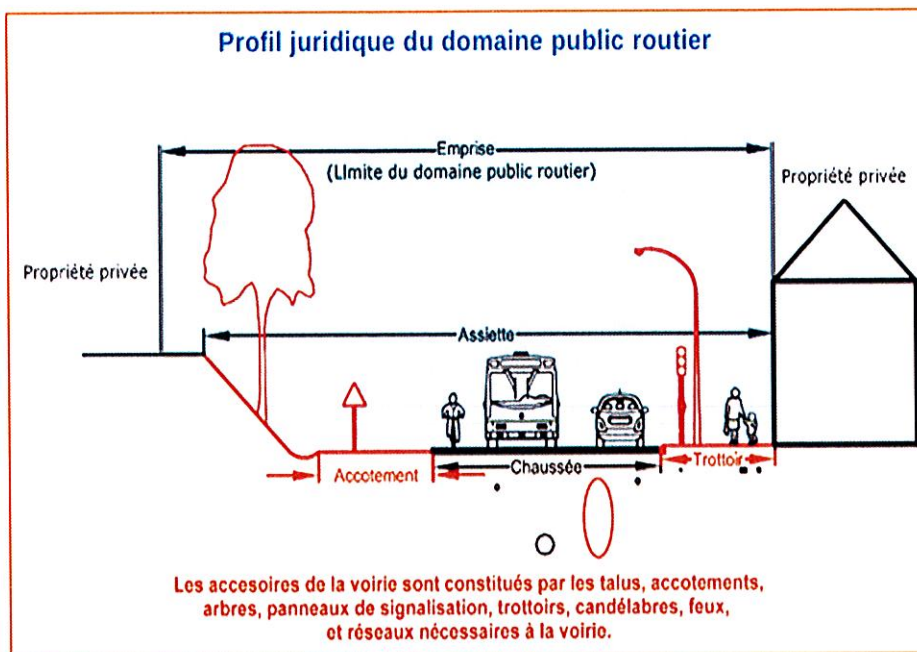 Profil juridique du domaine public routier
Emprise
(LImite du domaine public routier)
Propriété privée
Propriété privée
Assiette
Accotement
Chaussée
Trottoir
Les accesoires de la voirie sont constitués par les talus, accotements,
arbres, panneaux de signalisation, trottoirs, candélabres, feux,
et réseaux nécessaires à la voirie.